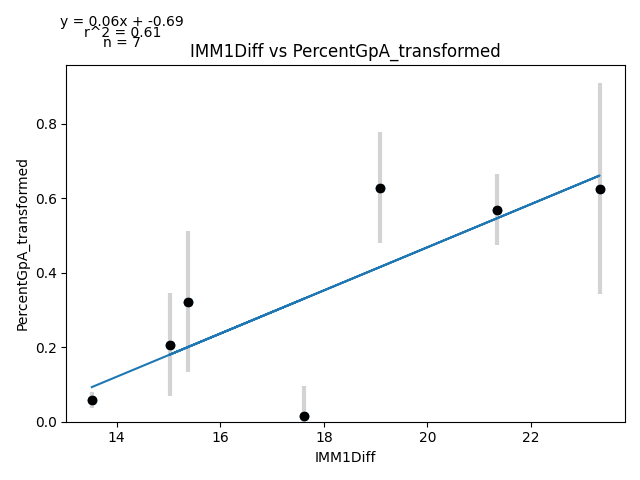 y = 0.06x + -0.69
r^2 = 0.61
n = 7
IMM1Diff vs PercentGpA_transformed
PercentGpA_transformed
0.8
0.6
0.4
0.2
0.0
14 16 18 20 22
IMM1Diff